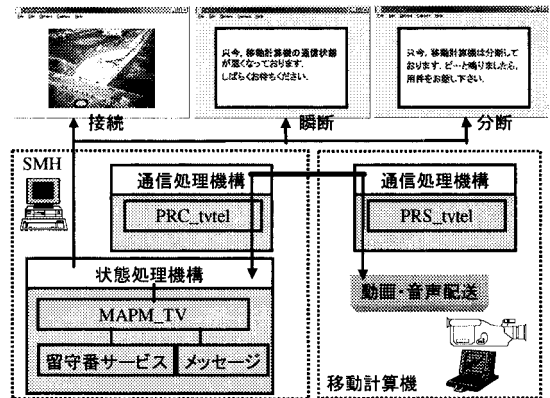 只今，移動計算機の通信状態
が悪くなっております．
しばらくお待ちください．
只今，移動計算機は分断して
おります．ピーと鳴りましたら，
用件をお話し下さい．
接続
瞬断
分断
SMH
通信処理機構
PRC_tvtel
通信処理機構
PRS_tvtel
状態処理機構
MAPM_TV
留守番サービス
メッセージ
動画・音声配送
移動計算機